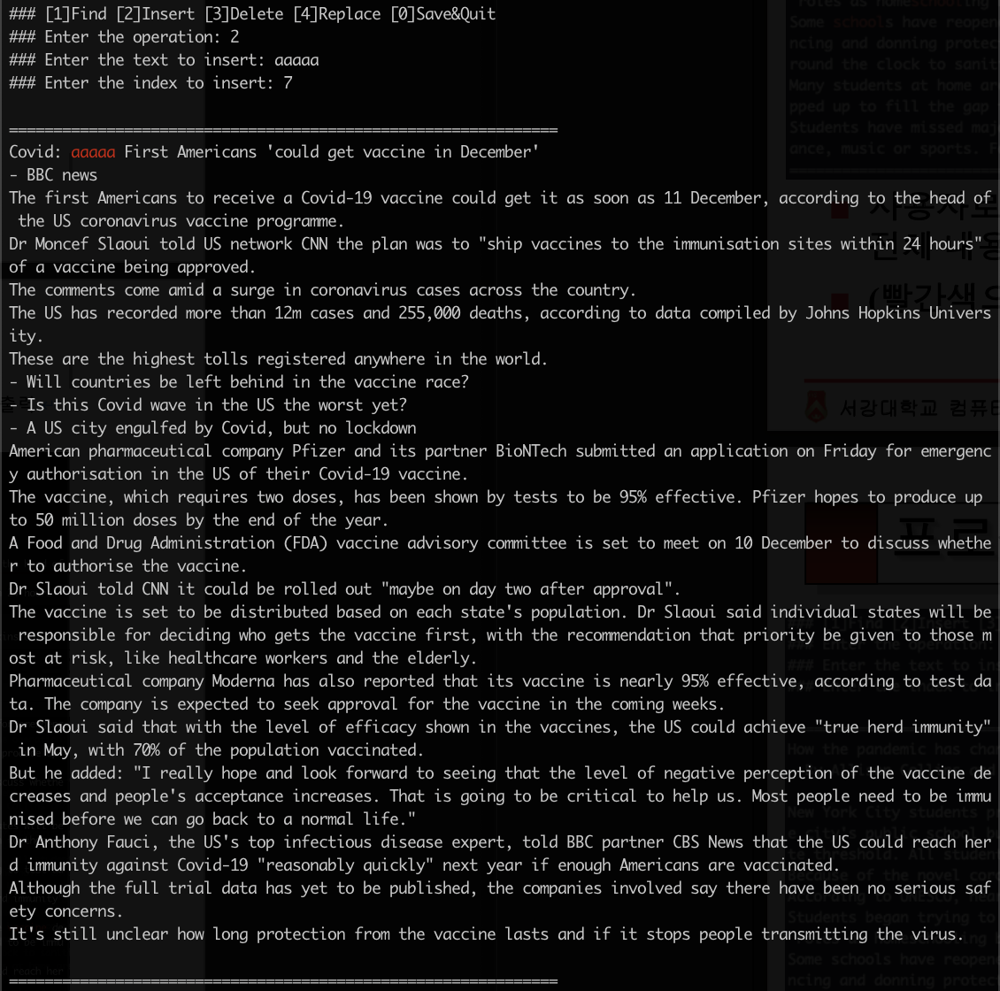 ### [1]Find [2]Insert [3]Delete [4]Replace [0]Save&Quit
### Enter the operation: 2
### Enter the text to insert: aaaaa
### Enter the index to insert: 7
==============================================================
Covid: aaaaa First Americans 'could get vaccine in December'
- BBC news
The first Americans to receive a Covid-19 vaccine could get it as soon as 11 December, according to the head of
 the US coronavirus vaccine programme.
Dr Moncef Slaoui told US network CNN the plan was to "ship vaccines to the immunisation sites within 24 hours"
of a vaccine being approved.
The comments come amid a surge in coronavirus cases across the country.
The US has recorded more than 12m cases and 255,000 deaths, according to data compiled by Johns Hopkins Univers
ity.
These are the highest tolls registered anywhere in the world.
- Will countries be left behind in the vaccine race?
- Is this Covid wave in the US the worst yet?
- A US city engulfed by Covid, but no lockdown
American pharmaceutical company Pfizer and its partner BioNTech submitted an application on Friday for emergenc
y authorisation in the US of their Covid-19 vaccine.
The vaccine, which requires two doses, has been shown by tests to be 95% effective. Pfizer hopes to produce up
to 50 million doses by the end of the year.
A Food and Drug Administration (FDA) vaccine advisory committee is set to meet on 10 December to discuss whethe
r to authorise the vaccine.
Dr Slaoui told CNN it could be rolled out "maybe on day two after approval".
The vaccine is set to be distributed based on each state's population. Dr Slaoui said individual states will be
 responsible for deciding who gets the vaccine first, with the recommendation that priority be given to those m
ost at risk, like healthcare workers and the elderly.
Pharmaceutical company Moderna has also reported that its vaccine is nearly 95% effective, according to test da
ta. The company is expected to seek approval for the vaccine in the coming weeks.
Dr Slaoui said that with the level of efficacy shown in the vaccines, the US could achieve "true herd immunity"
 in May, with 70% of the population vaccinated.
But he added: "I really hope and look forward to seeing that the level of negative perception of the vaccine de
creases and people's acceptance increases. That is going to be critical to help us. Most people need to be immu
nised before we can go back to a normal life."
Dr Anthony Fauci, the US's top infectious disease expert, told BBC partner CBS News that the US could reach her
d immunity against Covid-19 "reasonably quickly" next year if enough Americans are vaccinated.
Although the full trial data has yet to be published, the companies involved say there have been no serious saf
ety concerns.
It's still unclear how long protection from the vaccine lasts and if it stops people transmitting the virus.
==============================================================
서강대학교 컴퓨터